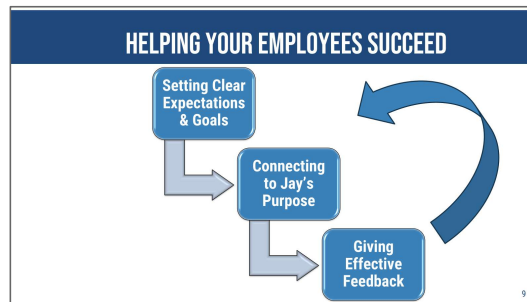 HELPING YOUR EMPLOYEES SUCCEED
Setting Clear
Expectations
& Goals
Connecting
to Jay's
Purpose
Giving
Effective
Feedback
9